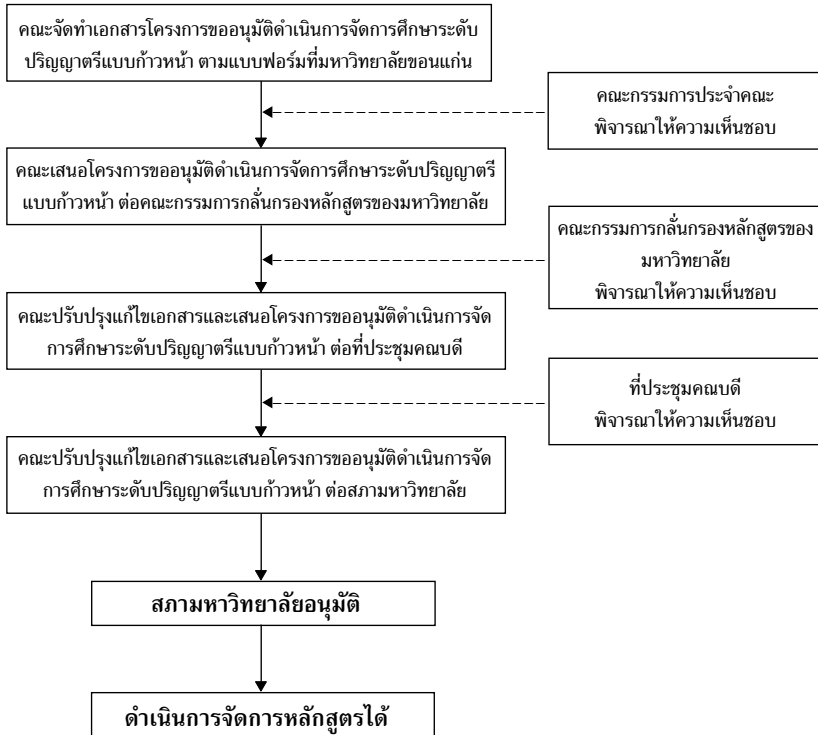 คณะจัดทำเอกสารโครงการขออนุมัติดำเนินการจัดการศึกษาระดับ
ปริญญาตรีแบบก้าวหน้า ตามแบบฟอร์มที่มหาวิทยาลัยขอนแก่น
คณะกรรมการประจำคณะ
พิจารณาให้ความเห็นชอบ
คณะเสนอโครงการขออนุมัติดำเนินการจัดการศึกษาระดับปริญญาตรี
แบบก้าวหน้า ต่อคณะกรรมการกลั่นกรองหลักสูตรของมหาวิทยาลัย
คณะกรรมการกลั่นกรองหลักสูตรของ
มหาวิทยาลัย
พิจารณาให้ความเห็นชอบ
คณะปรับปรุงแก้ไขเอกสารและเสนอโครงการขออนุมัติดำเนินการจัด
การศึกษาระดับปริญญาตรีแบบก้าวหน้า ต่อที่ประชุมคณบดี
ที่ประชุมคณบดี
พิจารณาให้ความเห็นชอบ
คณะปรับปรุงแก้ไขเอกสารและเสนอโครงการขออนุมัติดำเนินการจัด
การศึกษาระดับปริญญาตรีแบบก้าวหน้า ต่อสภามหาวิทยาลัย
สภามหาวิทยาลัยอนุมัติ
ดำเนินการจัดการหลักสูตรได้